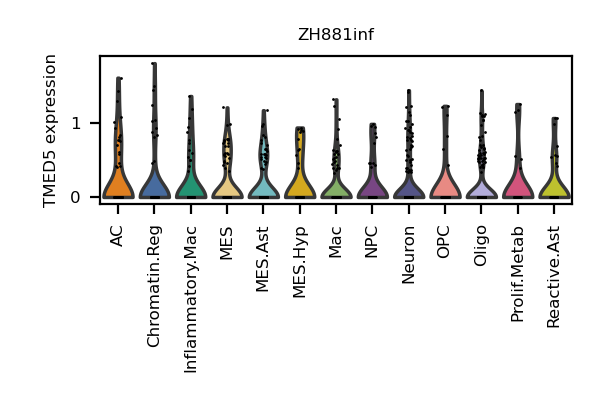 ZH881inf
TMED5 expression
1
0
AC
Chromatin.Reg
Inflammatory.Mac
MES
MES.Ast
MES.Hyp
Mac
NPC
Neuron
OPC
Oligo
Prolif.Metab
Reactive.Ast